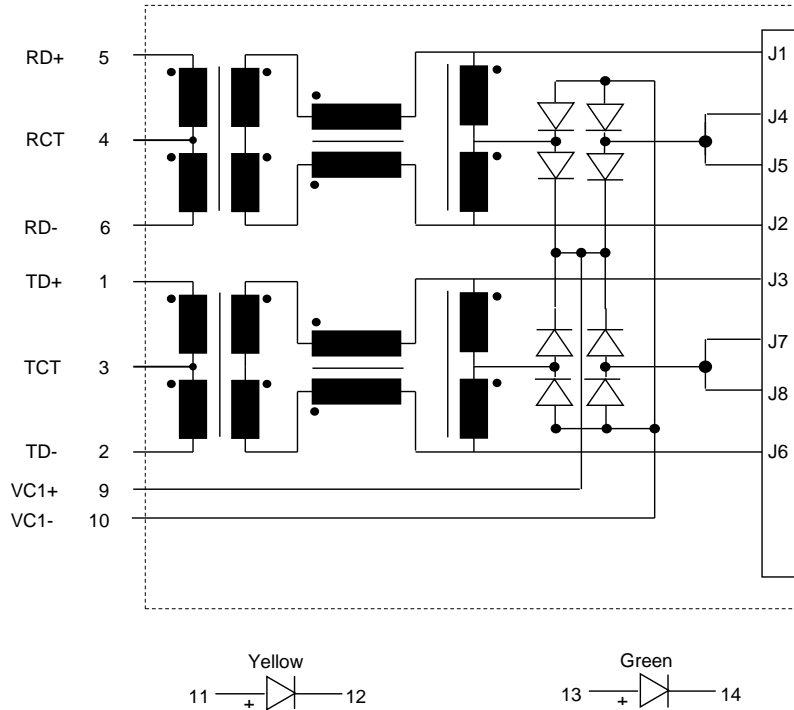 RD+ 5 J1
J4
RCT 4
J5
RD- 6 J2
TD+ 1 J3
J7
TCT 3
J8
TD- 2 J6
VC1+ 9
VC1- 10
Yellow Green
11 + 12 13 + 14